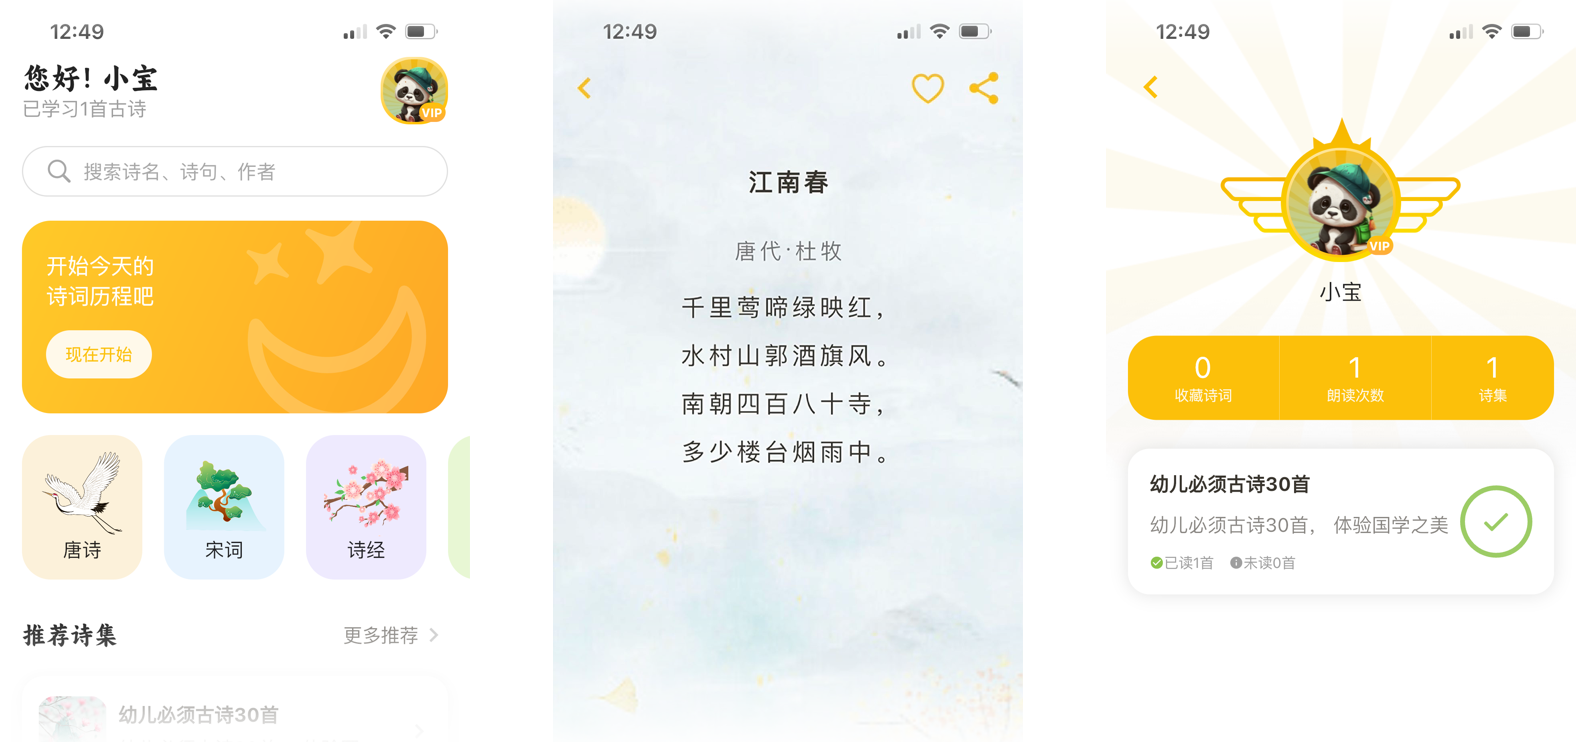 12:49
您好! 小宝
已学习1首古诗
VIP
搜索诗名、诗句、作者
开始今天的
诗词历程吧
现在开始
唐诗
宋词
诗经
推荐诗集
更多推荐
幼儿必须古诗30首
12:49
江南春
唐代·杜牧
千里莺啼绿映红，
水村山郭酒旗风。
南朝四百八十寺，
多少楼台烟雨中。
12:49
VIP
小宝
0
收藏诗词
1
朗读次数
1
诗集
幼儿必须古诗30首
幼儿必须古诗30首， 体验国学之美
已读1首 未读0首